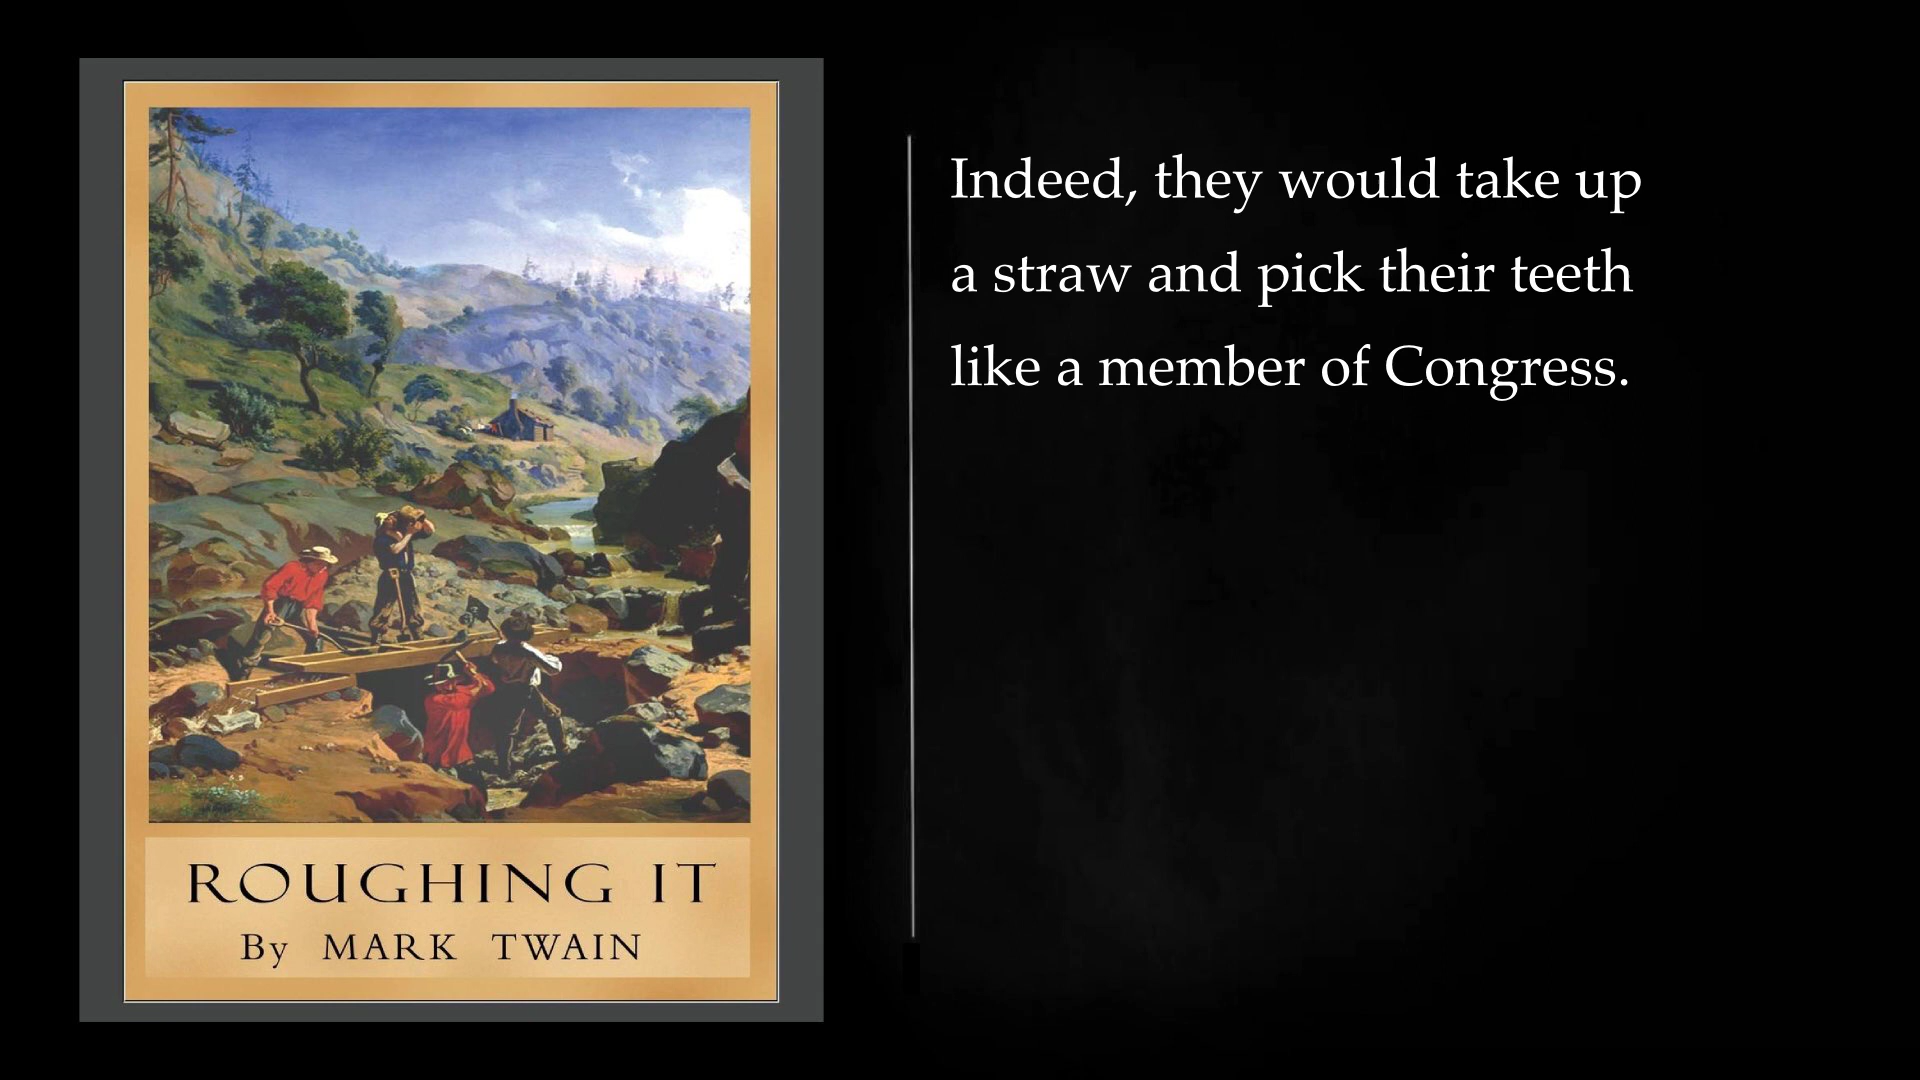 ROUGHING IT
By MARK TWAIN
Indeed, they would take up
a straw and pick their teeth
like a member of Congress.